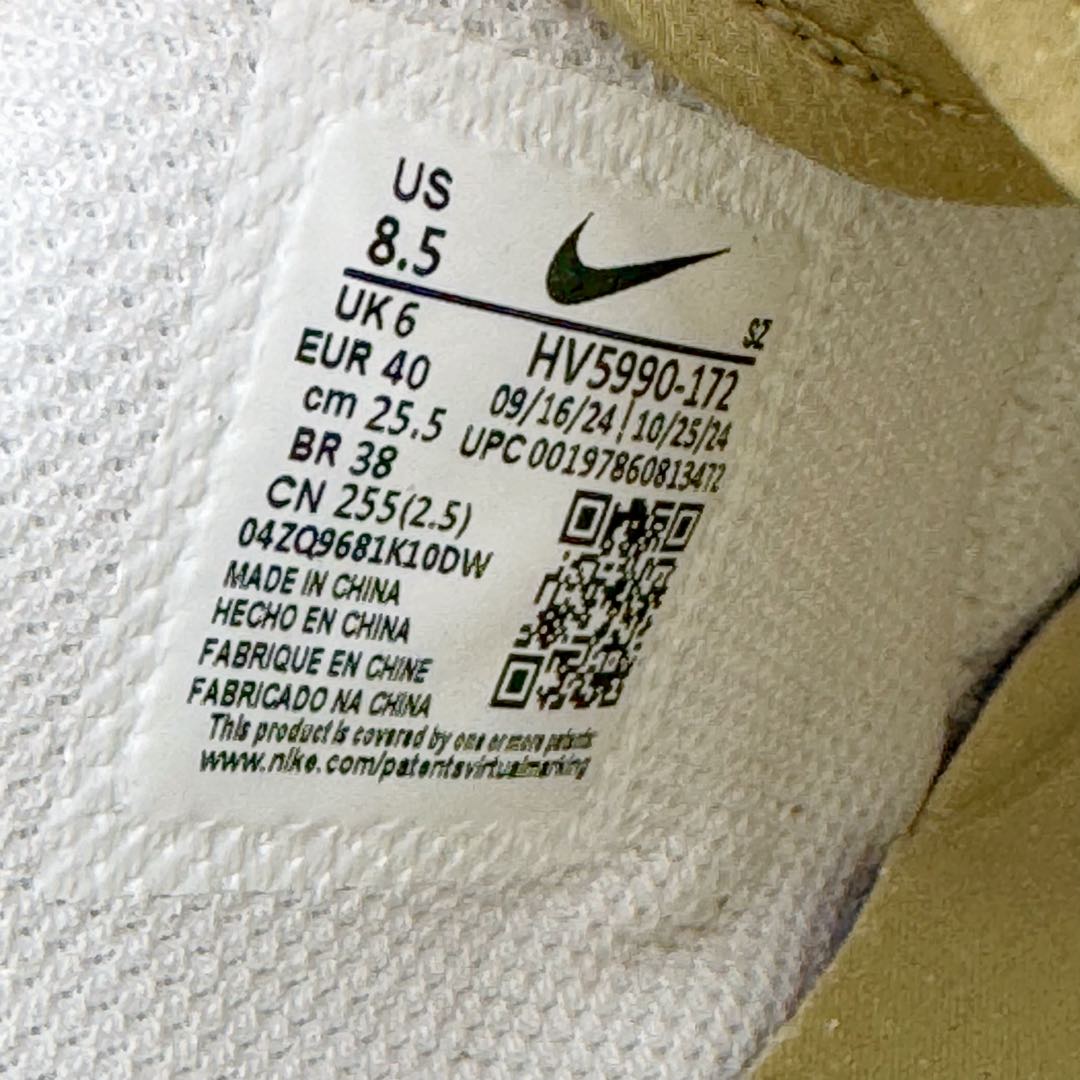 US
8.5
SZ
UK 6
HV5990-172
EUR 40
09/16/24 | 10/25/24
cm 25.5
UPC 00197860813472
BR 38
CN 255(2.5)
04ZQ9681K10DW
MADE IN CHINA
HECHO EN CHINA
FABRIQUE EN CHINE
FABRICADO NA CHINA
This product is covered by one or more patents
www.nike.com/patentsvirtualmarking